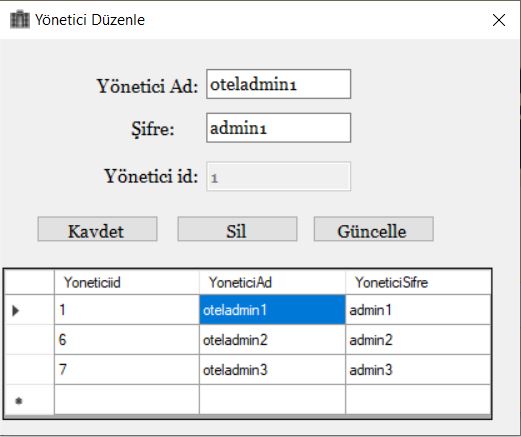 Yönetici Düzenle
Yönetici Ad: oteladmin1
Şifre: admin1
Yönetici id: 1
Kavdet Sil Güncelle
Yoneticiid YoneticiAd YoneticiSifre
1 oteladmin1 admin1
6 oteladmin2 admin2
7 oteladmin3 admin3